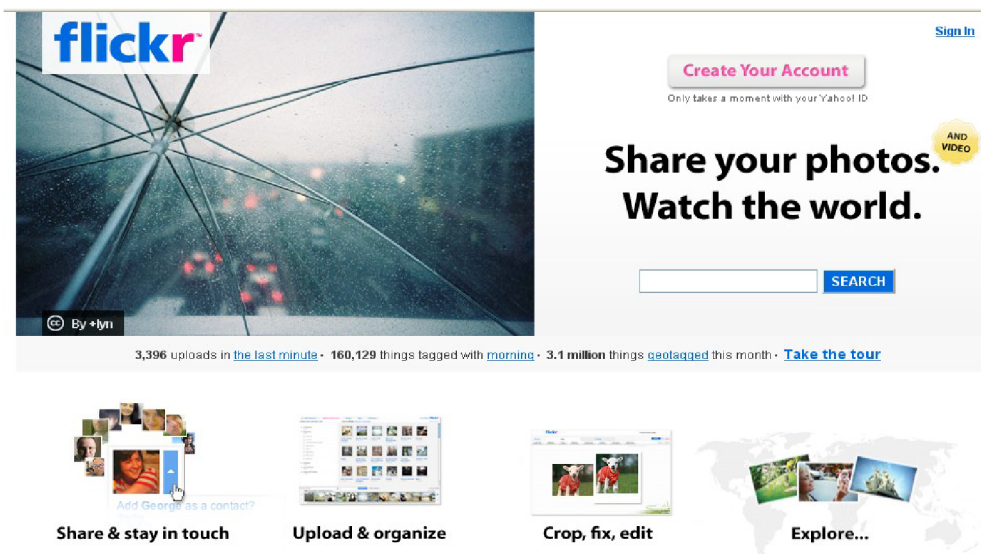 flickr™
Sign In
Create Your Account
Only takes a moment with your Yahoo! ID
AND
VIDEO
Share your photos.
Watch the world.
SEARCH
cc By +lyn
3,396 uploads in the last minute · 160,129 things tagged with morning · 3.1 million things geotagged this month · Take the tour
flickr
Add George as a contact?
Share & stay in touch
Upload & organize
Crop, fix, edit
Explore...